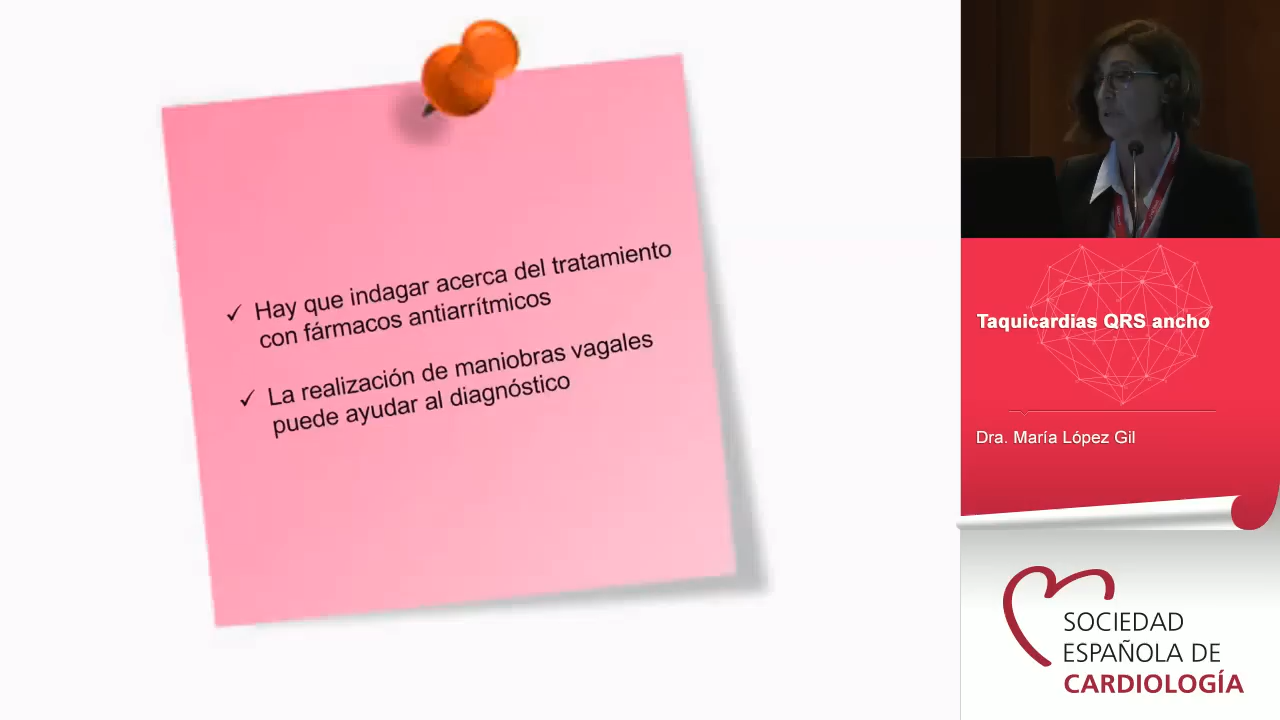 ✓ Hay que indagar acerca del tratamiento
con fármacos antiarrítmicos
✓ La realización de maniobras vagales
puede ayudar al diagnóstico
Taquicardias QRS ancho
Dra. María López Gil
SOCIEDAD
ESPAÑOLA DE
CARDIOLOGÍA